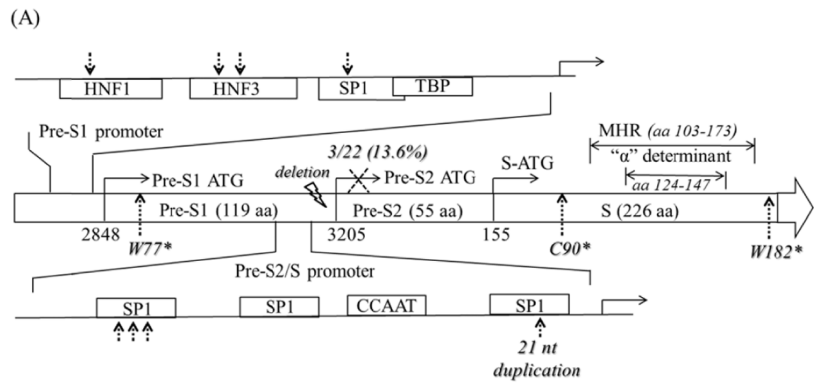 (A)
HNF1 HNF3 SP1 TBP
Pre-S1 promoter
3/22 (13.6%)
MHR (aa 103-173)
deletion
Pre-S1 ATG Pre-S2 ATG S-ATG
“α” determinant
aa 124-147
Pre-S1 (119 aa) Pre-S2 (55 aa) S (226 aa)
2848 W77* 3205 155 C90* W182*
Pre-S2/S promoter
SP1 SP1 CCAAT SP1
21 nt
duplication